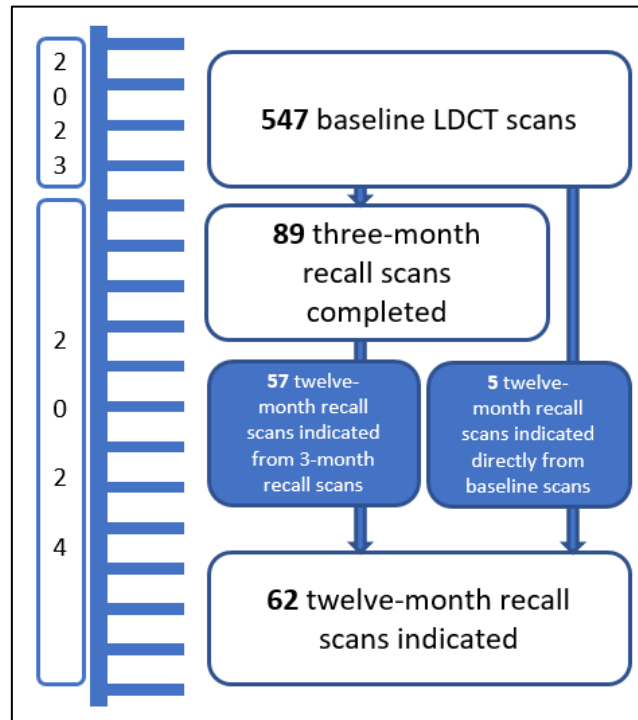 2
0
2
3
2
0
2
4
547 baseline LDCT scans
89 three-month
recall scans
completed
57 twelve-
month recall
scans indicated
from 3-month
recall scans
5 twelve-
month recall
scans indicated
directly from
baseline scans
62 twelve-month recall
scans indicated